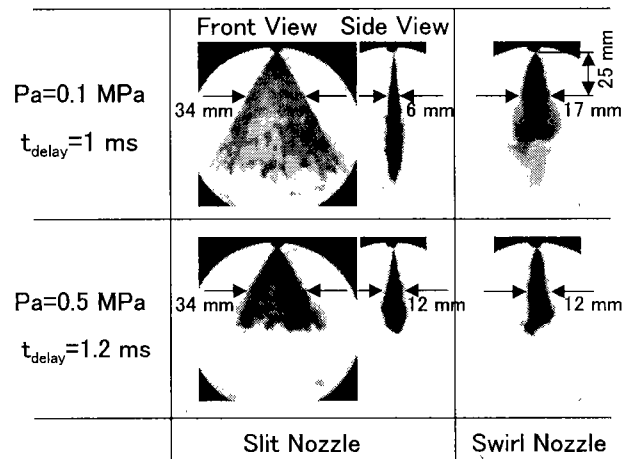 Front View Side View
Pa=0.1 MPa
t_delay=1 ms
34 mm
6 mm
17 mm
25 mm
Pa=0.5 MPa
t_delay=1.2 ms
34 mm
12 mm
12 mm
Slit Nozzle
Swirl Nozzle